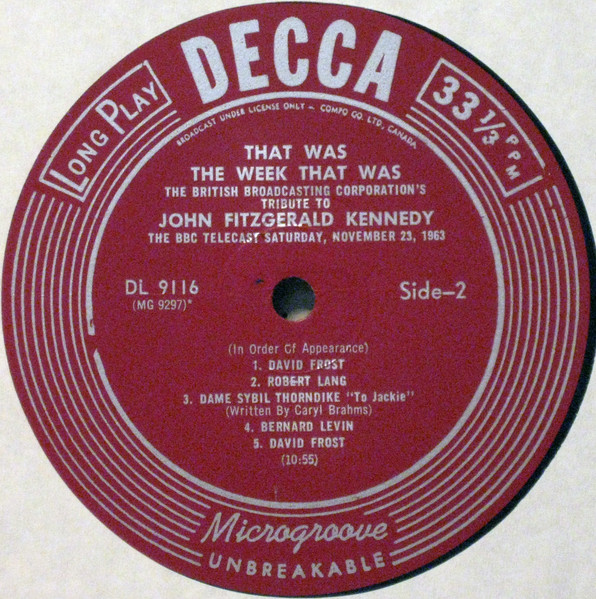 DECCA
LONG PLAY
33 1/3 RPM
BROADCAST UNDER LICENSE ONLY – COMPO CO. LTD., CANADA
THAT WAS
THE WEEK THAT WAS
THE BRITISH BROADCASTING CORPORATION'S
TRIBUTE TO
JOHN FITZGERALD KENNEDY
THE BBC TELECAST SATURDAY, NOVEMBER 23, 1963
DL 9116
(MG 9297)*
Side–2
(In Order Of Appearance)
1. DAVID FROST
2. ROBERT LANG
3. DAME SYBIL THORNDIKE "To Jackie"
(Written By Caryl Brahms)
4. BERNARD LEVIN
5. DAVID FROST
(10:55)
Microgroove
UNBREAKABLE